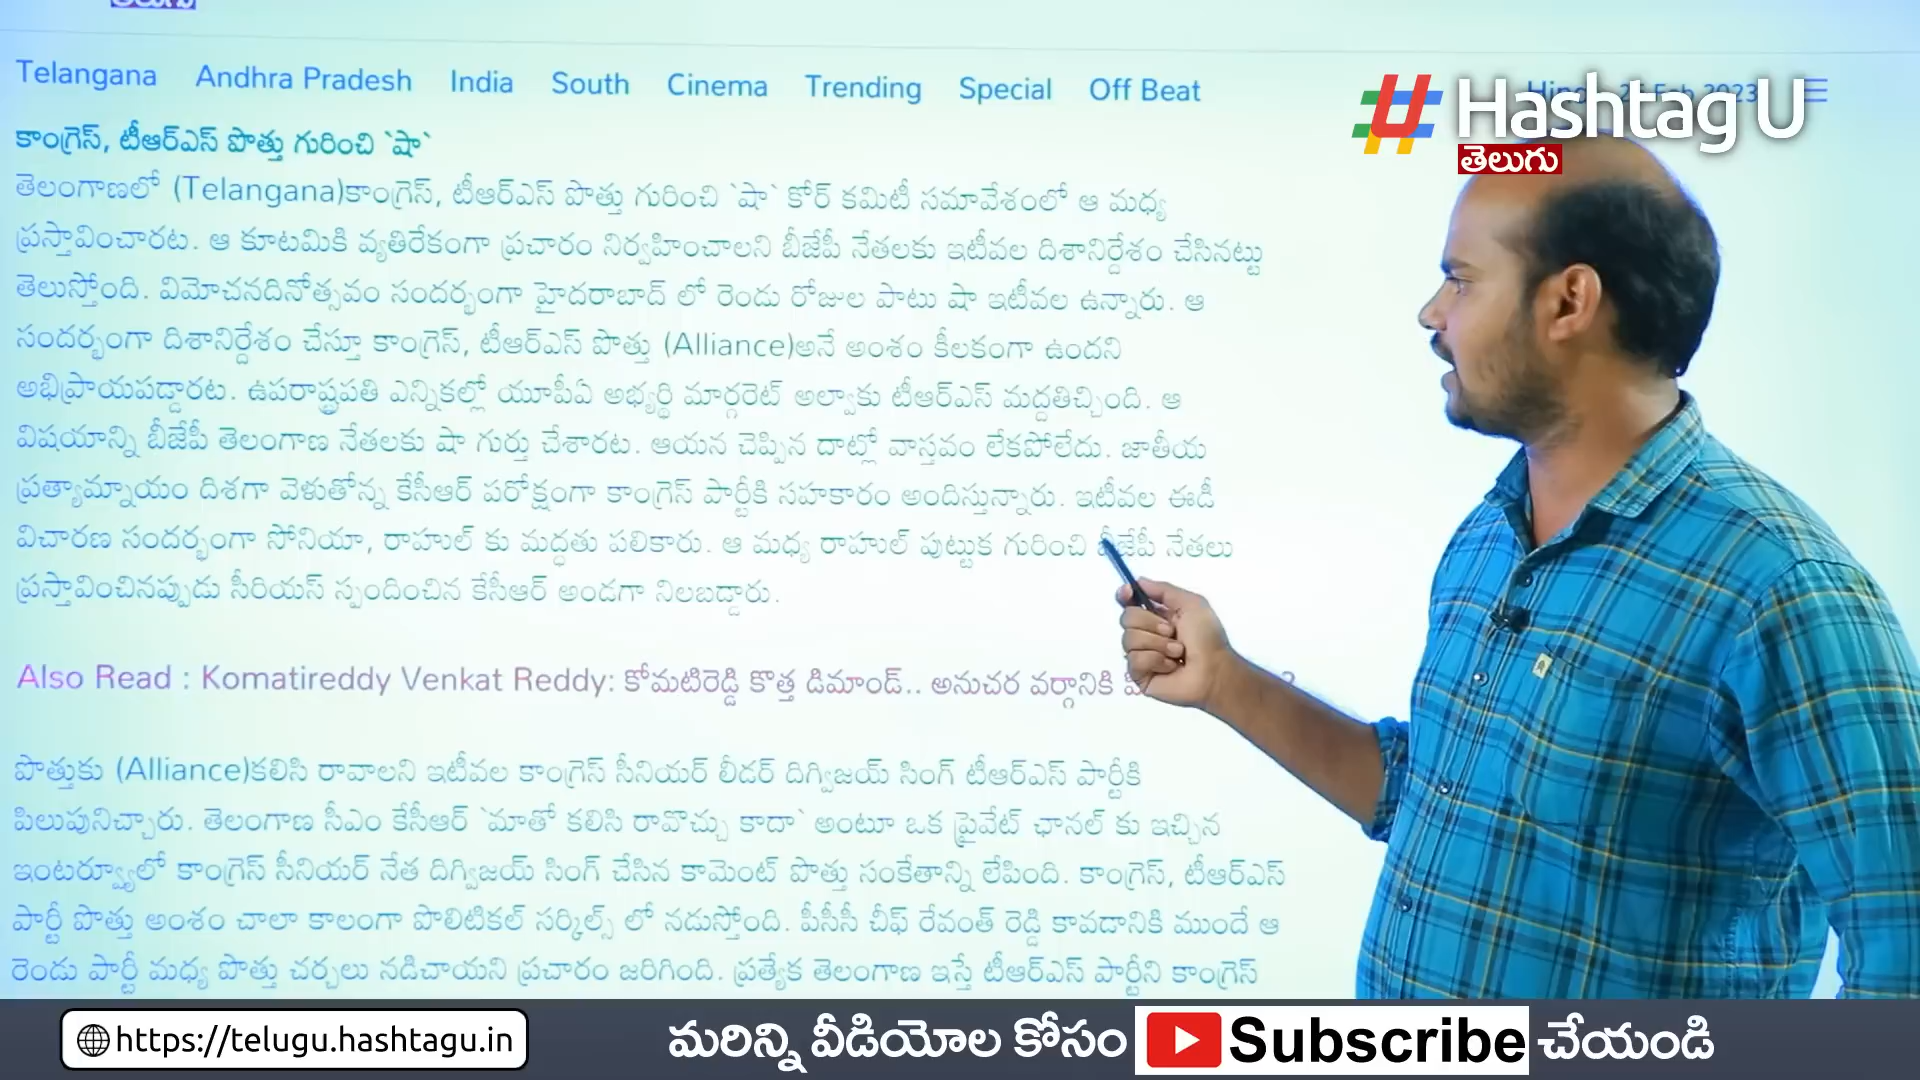 తెలుగు
Telangana Andhra Pradesh India South Cinema Trending Special Off Beat
Hashtag U
తెలుగు
కాంగ్రెస్, టీఆర్ఎస్ పొత్తు గురించి `షా`
తెలంగాణలో (Telangana)కాంగ్రెస్, టీఆర్ఎస్ పొత్తు గురించి `షా` కోర్ కమిటీ సమావేశంలో ఆ మధ్య
ప్రస్తావించారట. ఆ కూటమికి వ్యతిరేకంగా ప్రచారం నిర్వహించాలని బీజేపీ నేతలకు ఇటీవల దిశానిర్దేశం చేసినట్టు
తెలుస్తోంది. విమోచనదినోత్సవం సందర్భంగా హైదరాబాద్ లో రెండు రోజుల పాటు షా ఇటీవల ఉన్నారు. ఆ
సందర్భంగా దిశానిర్దేశం చేస్తూ కాంగ్రెస్, టీఆర్ఎస్ పొత్తు (Alliance)అనే అంశం కీలకంగా ఉందని
అభిప్రాయపడ్డారట. ఉపరాష్ట్రపతి ఎన్నికల్లో యూపీఏ అభ్యర్థి మార్గరెట్ అల్వాకు టీఆర్ఎస్ మద్దతిచ్చింది. ఆ
విషయాన్ని బీజేపీ తెలంగాణ నేతలకు షా గుర్తు చేశారట. ఆయన చెప్పిన దాట్లో వాస్తవం లేకపోలేదు. జాతీయ
ప్రత్యామ్నాయం దిశగా వెళుతోన్న కేసీఆర్ పరోక్షంగా కాంగ్రెస్ పార్టీకి సహకారం అందిస్తున్నారు. ఇటీవల ఈడీ
విచారణ సందర్భంగా సోనియా, రాహుల్ కు మద్ధతు పలికారు. ఆ మధ్య రాహుల్ పుట్టుక గురించి బీజేపీ నేతలు
ప్రస్తావించినప్పుడు సీరియస్ స్పందించిన కేసీఆర్ అండగా నిలబడ్డారు.
Also Read : Komatireddy Venkat Reddy: కోమటిరెడ్డి కొత్త డిమాండ్.. అనుచర వర్గానికి
పొత్తుకు (Alliance)కలిసి రావాలని ఇటీవల కాంగ్రెస్ సీనియర్ లీడర్ దిగ్విజయ్ సింగ్ టీఆర్ఎస్ పార్టీకి
పిలుపునిచ్చారు. తెలంగాణ సీఎం కేసీఆర్ `మాతో కలిసి రావొచ్చు కాదా` అంటూ ఒక ప్రైవేట్ ఛానల్ కు ఇచ్చిన
ఇంటర్వ్యూలో కాంగ్రెస్ సీనియర్ నేత దిగ్విజయ్ సింగ్ చేసిన కామెంట్ పొత్తు సంకేతాన్ని లేపింది. కాంగ్రెస్, టీఆర్ఎస్
పార్టీ పొత్తు అంశం చాలా కాలంగా పొలిటికల్ సర్కిల్స్ లో నడుస్తోంది. పీసీసీ చీఫ్ రేవంత్ రెడ్డి కావడానికి ముందే ఆ
రెండు పార్టీ మధ్య పొత్తు చర్చలు నడిచాయని ప్రచారం జరిగింది. ప్రత్యేక తెలంగాణ ఇస్తే టీఆర్ఎస్ పార్టీని కాంగ్రెస్
https://telugu.hashtagu.in
మరిన్ని వీడియోల కోసం Subscribe చేయండి